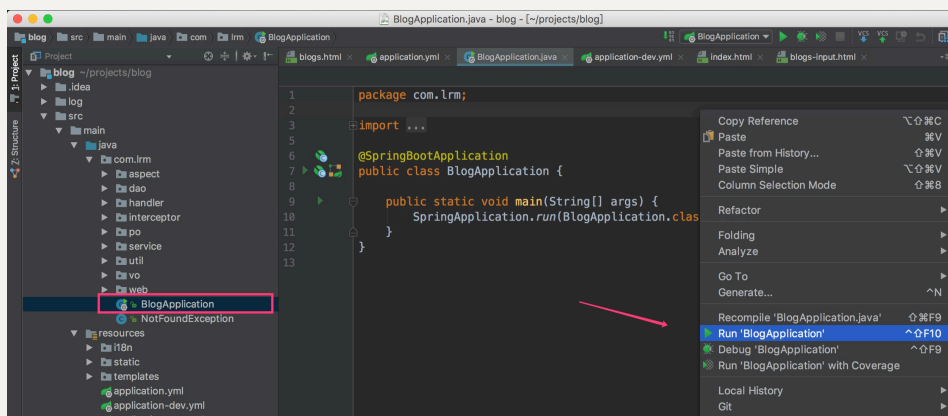 BlogApplication.java - blog - [~/projects/blog]
blog src main java com lrm BlogApplication
BlogApplication
VCS VCS
Project
blogs.html application.yml BlogApplication.java application-dev.yml index.html blogs-input.html
1: Project
Z: Structure
blog ~/projects/blog
.idea
log
src
main
java
com.lrm
aspect
dao
handler
interceptor
po
service
util
vo
web
BlogApplication
NotFoundException
resources
i18n
static
templates
application.yml
application-dev.yml
1 package com.lrm;
2
3 import ...
5
6 @SpringBootApplication
7 public class BlogApplication {
8
9 public static void main(String[] args) {
10 SpringApplication.run(BlogApplication.clas
11 }
12 }
13
Copy Reference ⌥⇧⌘C
Paste ⌘V
Paste from History... ⇧⌘V
Paste Simple ⌥⇧⌘V
Column Selection Mode ⇧⌘8
Refactor
Folding
Analyze
Go To
Generate... ^N
Recompile 'BlogApplication.java' ⇧⌘F9
Run 'BlogApplication' ^⇧F10
Debug 'BlogApplication' ^⇧F9
Run 'BlogApplication' with Coverage
Local History
Git